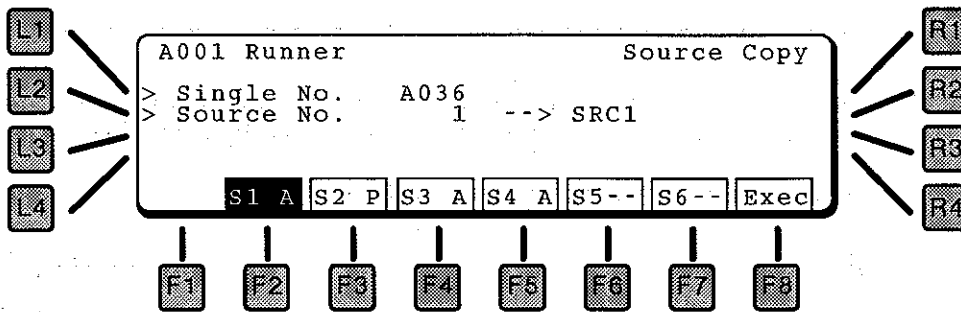 L1
L2
L3
L4
A001 Runner Source Copy
> Single No. A036
> Source No. 1 --> SRC1
S1 A S2 P S3 A S4 A S5-- S6-- Exec
R1
R2
R3
R4
F1 F2 F3 F4 F5 F6 F7 F8